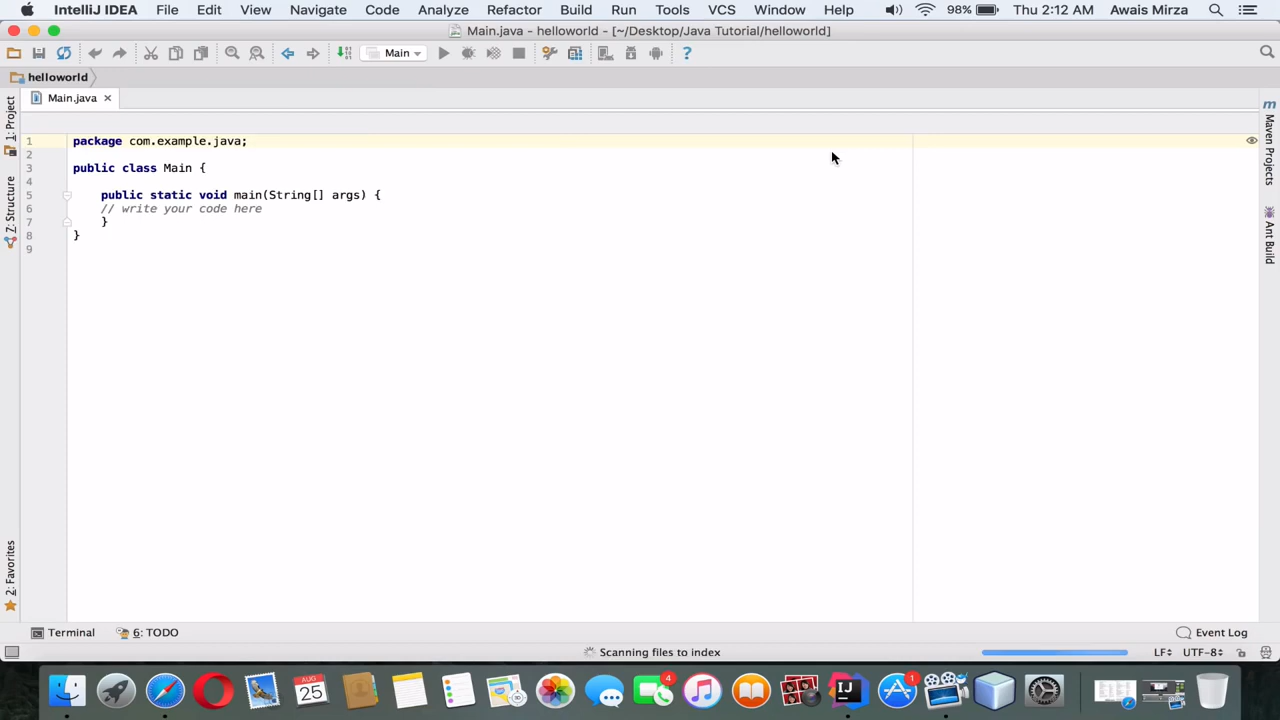 IntelliJ IDEA File Edit View Navigate Code Analyze Refactor Build Run Tools VCS Window Help 98% Thu 2:12 AM Awais Mirza
Main.java - helloworld - [~/Desktop/Java Tutorial/helloworld]
Main ?
helloworld
Main.java
1 package com.example.java;
2
3 public class Main {
4
5 public static void main(String[] args) {
6 // write your code here
7 }
8 }
9
1: Project
Z: Structure
2: Favorites
m Maven Projects
Ant Build
Terminal 6: TODO Event Log
Scanning files to index LF UTF-8
AUG
25
4
1